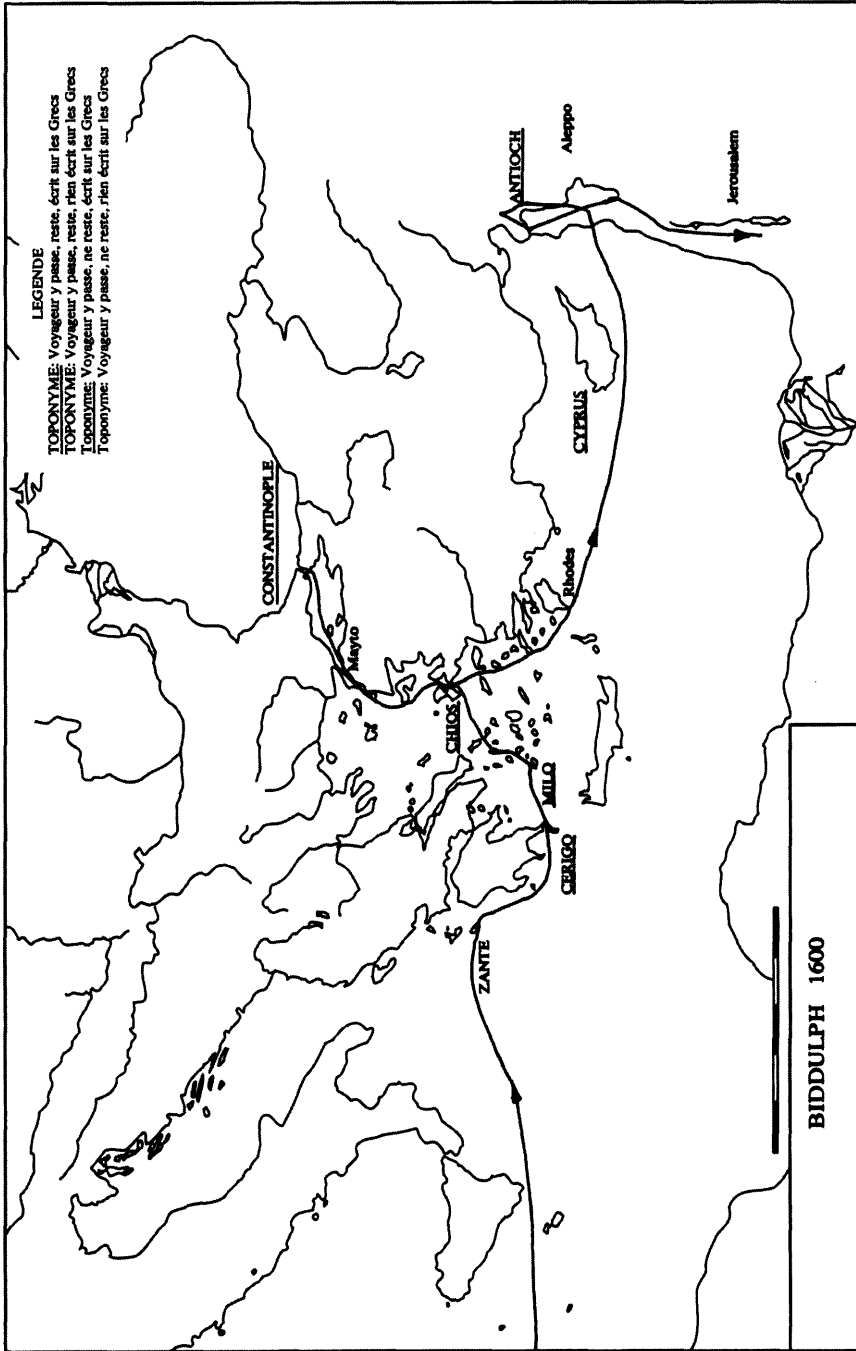 LEGENDE
TOPONYME: Voyageur y passe, reste, écrit sur les Grecs
TOPONYME: Voyageur y passe, reste, rien écrit sur les Grecs
Toponyme: Voyageur y passe, ne reste, écrit sur les Grecs
Toponyme: Voyageur y passe, ne reste, rien écrit sur les Grecs
CONSTANTINOPLE
Mayto
ANTIOCH
Aleppo
CHIOS
CYPRUS
Rhodes
MILO
CERIGO
ZANTE
Jerousalem
BIDDULPH 1600